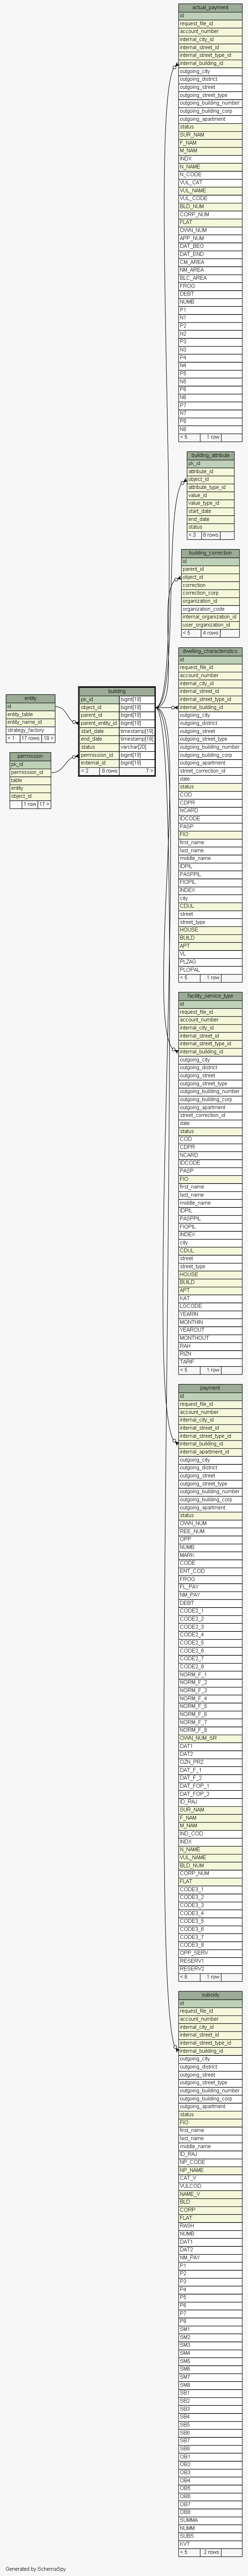 actual_payment
id
request_file_id
account_number
internal_city_id
internal_street_id
internal_street_type_id
internal_building_id
outgoing_city
outgoing_district
outgoing_street
outgoing_street_type
outgoing_building_number
outgoing_building_corp
outgoing_apartment
status
SUR_NAM
F_NAM
M_NAM
INDX
N_NAME
N_CODE
VUL_CAT
VUL_NAME
VUL_CODE
BLD_NUM
CORP_NUM
FLAT
OWN_NUM
APP_NUM
DAT_BEG
DAT_END
CM_AREA
NM_AREA
BLC_AREA
FROG
DEBT
NUMB
P1
N1
P2
N2
P3
N3
P4
N4
P5
N5
P6
N6
P7
N7
P8
N8
< 5 1 row
building_attribute
pk_id
attribute_id
object_id
attribute_type_id
value_id
value_type_id
start_date
end_date
status
< 3 8 rows
building_correction
id
parent_id
object_id
correction
correction_corp
organization_id
organization_code
internal_organization_id
user_organization_id
< 5 4 rows
dwelling_characteristics
id
request_file_id
account_number
internal_city_id
internal_street_id
internal_street_type_id
internal_building_id
outgoing_city
outgoing_district
outgoing_street
outgoing_street_type
outgoing_building_number
outgoing_building_corp
outgoing_apartment
street_correction_id
date
status
COD
CDPR
NCARD
IDCODE
PASP
FIO
first_name
last_name
middle_name
IDPIL
PASPPIL
FIOPIL
INDEX
city
CDUL
street
street_type
HOUSE
BUILD
APT
VL
PLZAG
PLOPAL
< 5 1 row
building
pk_id bigint[19]
object_id bigint[19]
parent_id bigint[19]
parent_entity_id bigint[19]
start_date timestamp[19]
end_date timestamp[19]
status varchar[20]
permission_id bigint[19]
external_id bigint[19]
< 2 8 rows 7 >
entity
id
entity_table
entity_name_id
strategy_factory
< 1 17 rows 18 >
permission
pk_id
permission_id
table
entity
object_id
1 row 17 >
facility_service_type
id
request_file_id
account_number
internal_city_id
internal_street_id
internal_street_type_id
internal_building_id
outgoing_city
outgoing_district
outgoing_street
outgoing_street_type
outgoing_building_number
outgoing_building_corp
outgoing_apartment
street_correction_id
date
status
COD
CDPR
NCARD
IDCODE
PASP
FIO
first_name
last_name
middle_name
IDPIL
PASPPIL
FIOPIL
INDEX
city
CDUL
street
street_type
HOUSE
BUILD
APT
KAT
LGCODE
YEARIN
MONTHIN
YEAROUT
MONTHOUT
RAH
RIZN
TARIF
< 5 1 row
payment
id
request_file_id
account_number
internal_city_id
internal_street_id
internal_street_type_id
internal_building_id
internal_apartment_id
outgoing_city
outgoing_district
outgoing_street
outgoing_street_type
outgoing_building_number
outgoing_building_corp
outgoing_apartment
status
OWN_NUM
REE_NUM
OPP
NUMB
MARK
CODE
ENT_COD
FROG
FL_PAY
NM_PAY
DEBT
CODE2_1
CODE2_2
CODE2_3
CODE2_4
CODE2_5
CODE2_6
CODE2_7
CODE2_8
NORM_F_1
NORM_F_2
NORM_F_3
NORM_F_4
NORM_F_5
NORM_F_6
NORM_F_7
NORM_F_8
OWN_NUM_SR
DAT1
DAT2
OZN_PRZ
DAT_F_1
DAT_F_2
DAT_FOP_1
DAT_FOP_2
ID_RAJ
SUR_NAM
F_NAM
M_NAM
IND_COD
INDX
N_NAME
VUL_NAME
BLD_NUM
CORP_NUM
FLAT
CODE3_1
CODE3_2
CODE3_3
CODE3_4
CODE3_5
CODE3_6
CODE3_7
CODE3_8
OPP_SERV
RESERV1
RESERV2
< 6 1 row
subsidy
id
request_file_id
account_number
internal_city_id
internal_street_id
internal_street_type_id
internal_building_id
outgoing_city
outgoing_district
outgoing_street
outgoing_street_type
outgoing_building_number
outgoing_building_corp
outgoing_apartment
status
FIO
first_name
last_name
middle_name
ID_RAJ
NP_CODE
NP_NAME
CAT_V
VULCOD
NAME_V
BLD
CORP
FLAT
RASH
NUMB
DAT1
DAT2
NM_PAY
P1
P2
P3
P4
P5
P6
P7
P8
SM1
SM2
SM3
SM4
SM5
SM6
SM7
SM8
SB1
SB2
SB3
SB4
SB5
SB6
SB7
SB8
OB1
OB2
OB3
OB4
OB5
OB6
OB7
OB8
SUMMA
NUMM
SUBS
KVT
< 5 2 rows
Generated by SchemaSpy